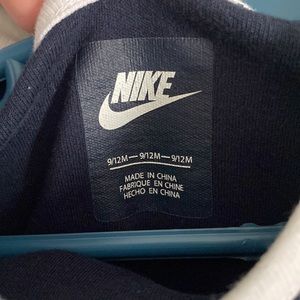 NIKE
9/12M—9/12M—9/12M
MADE IN CHINA
FABRIQUÉ EN CHINE
HECHO EN CHINA